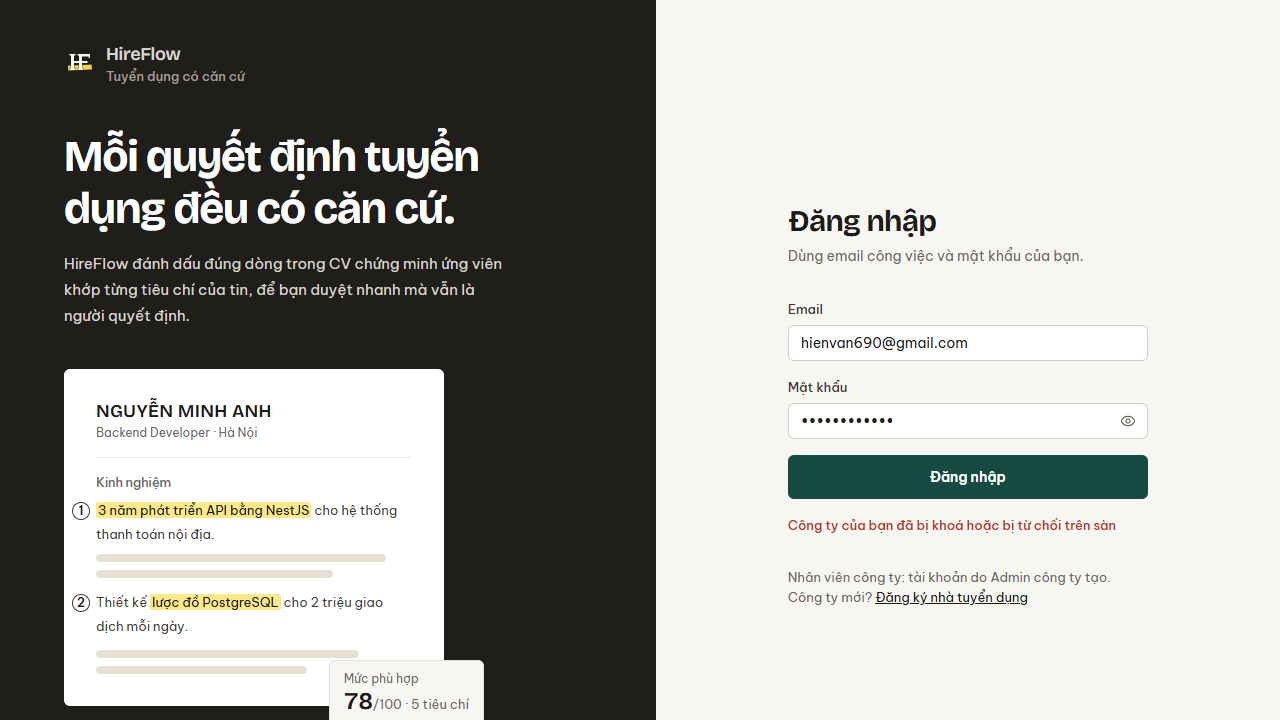 HF
HireFlow
Tuyển dụng có căn cứ
Mỗi quyết định tuyển
dụng đều có căn cứ.
HireFlow đánh dấu đúng dòng trong CV chứng minh ứng viên
khớp từng tiêu chí của tin, để bạn duyệt nhanh mà vẫn là
người quyết định.
NGUYỄN MINH ANH
Backend Developer · Hà Nội
Kinh nghiệm
1 3 năm phát triển API bằng NestJS cho hệ thống
thanh toán nội địa.
2 Thiết kế lược đồ PostgreSQL cho 2 triệu giao
dịch mỗi ngày.
Mức phù hợp
78/100 · 5 tiêu chí
Đăng nhập
Dùng email công việc và mật khẩu của bạn.
Email
hienvan690@gmail.com
Mật khẩu
••••••••••••
Đăng nhập
Công ty của bạn đã bị khoá hoặc bị từ chối trên sàn
Nhân viên công ty: tài khoản do Admin công ty tạo.
Công ty mới? Đăng ký nhà tuyển dụng